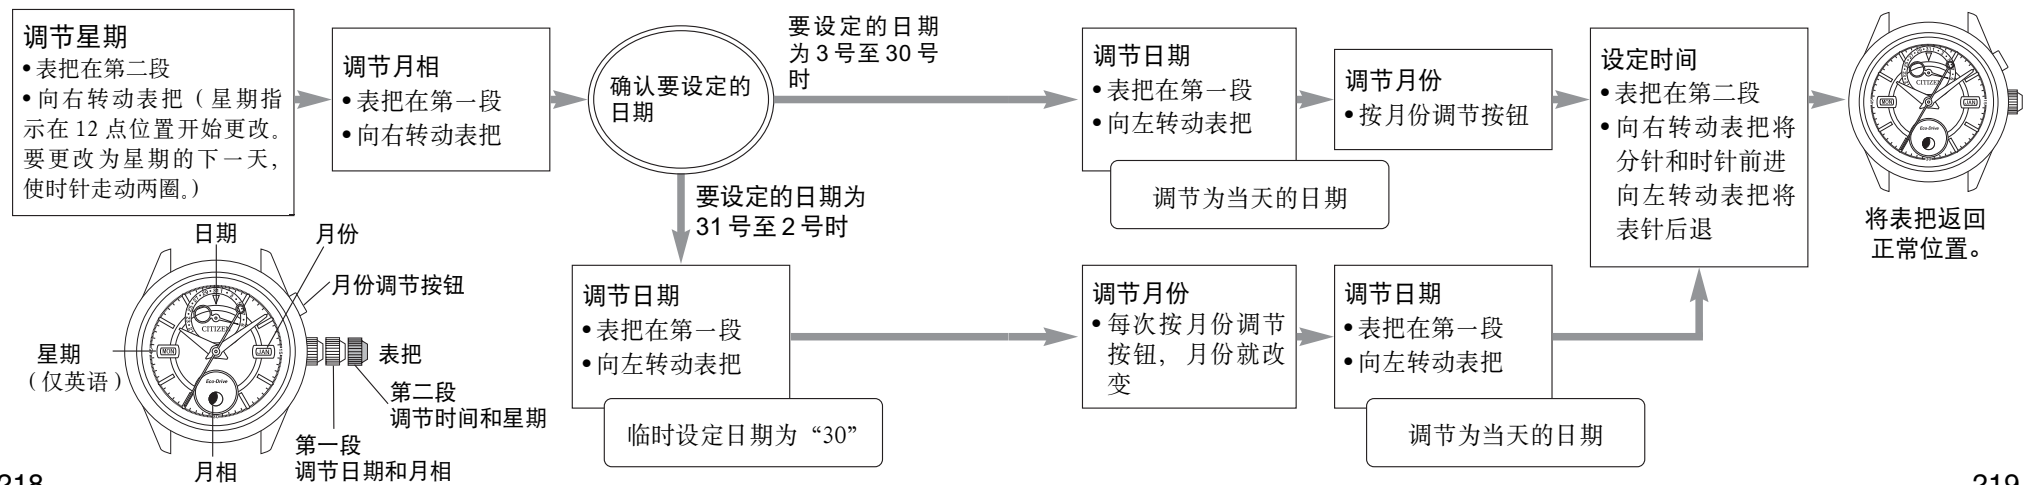 调节星期
•表把在第二段
•向右转动表把（星期指
示在 12 点位置开始更改。
要更改为星期的下一天，
使时针走动两圈。）
调节月相
•表把在第一段
•向右转动表把
确认要设定的
日期
要设定的日期
为 3 号至 30 号
时
调节日期
•表把在第一段
•向左转动表把
调节为当天的日期
调节月份
•按月份调节按钮
设定时间
•表把在第二段
•向右转动表把将
分针和时针前进
向左转动表把将
表针后退
CITIZEN
MON
JAN
Eco-Drive
将表把返回
正常位置。
要设定的日期为
31 号至 2 号时
调节日期
•表把在第一段
•向左转动表把
临时设定日期为“30”
调节月份
•每次按月份调节
按钮，月份就改
变
调节日期
•表把在第一段
•向左转动表把
调节为当天的日期
日期
月份
月份调节按钮
CITIZEN
MON
JAN
Eco-Drive
星期
（仅英语）
表把
第二段
调节时间和星期
第一段
调节日期和月相
月相
218
219